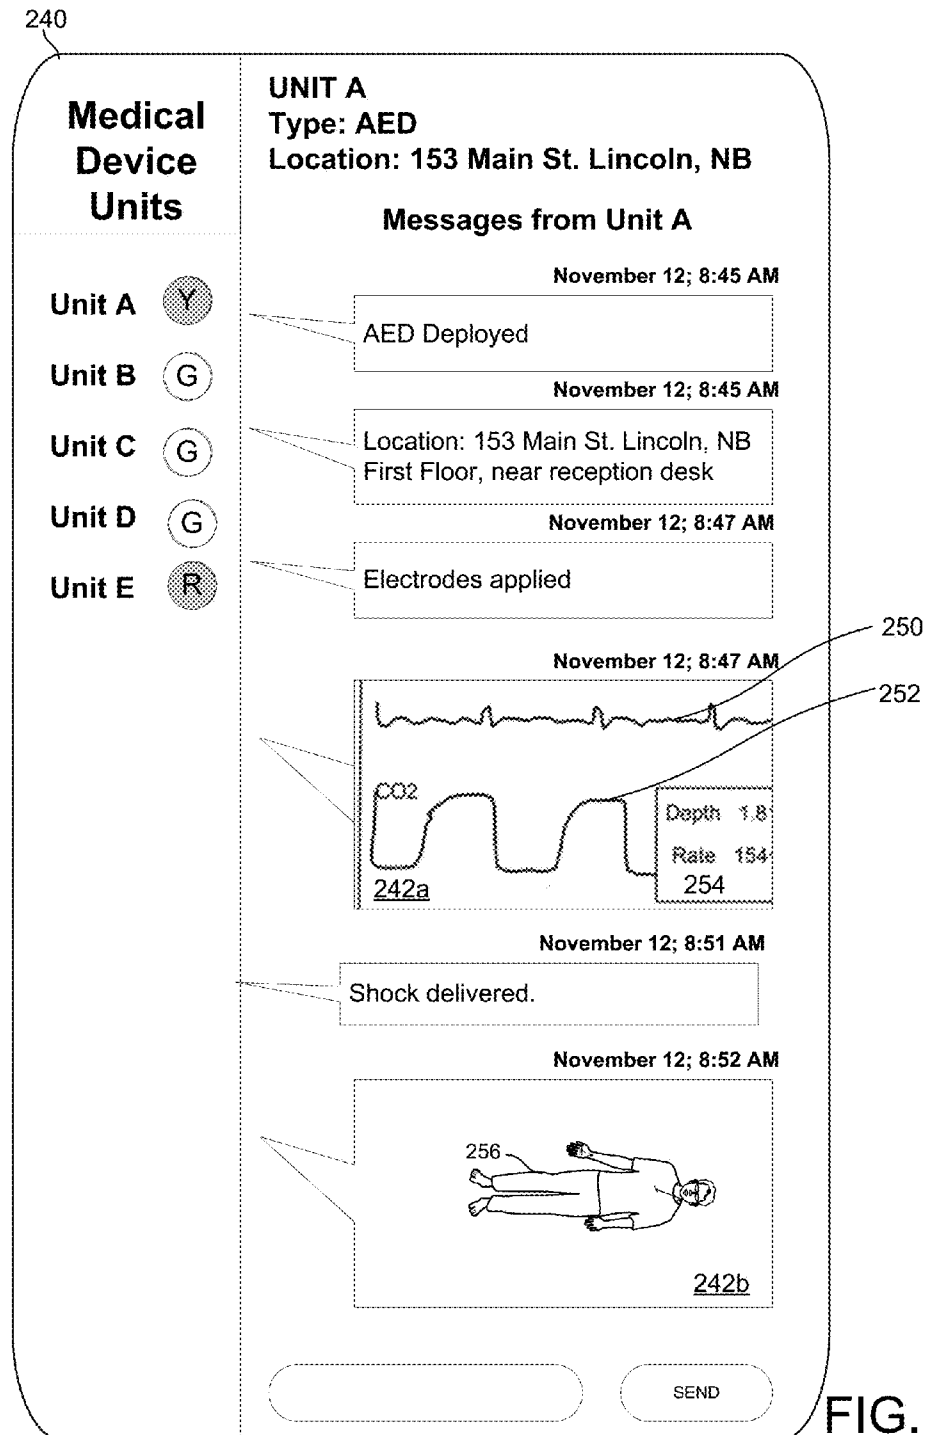 240
Medical
Device
Units
Unit A Y
Unit B G
Unit C G
Unit D G
Unit E R
UNIT A
Type: AED
Location: 153 Main St. Lincoln, NB
Messages from Unit A
November 12; 8:45 AM
AED Deployed
November 12; 8:45 AM
Location: 153 Main St. Lincoln, NB
First Floor, near reception desk
November 12; 8:47 AM
Electrodes applied
November 12; 8:47 AM
250
252
CO2
Depth 1.8
Rate 154
254
242a
November 12; 8:51 AM
Shock delivered.
November 12; 8:52 AM
256
242b
SEND
FIG.